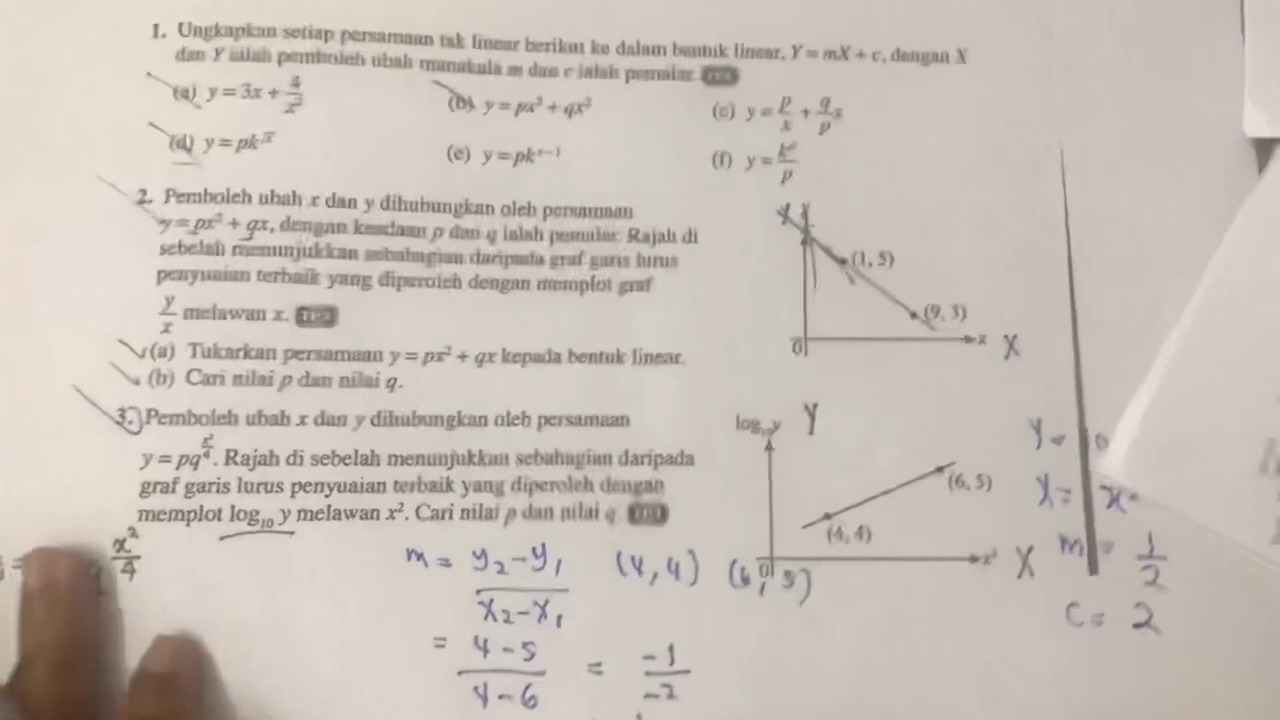 1. Ungkapkan setiap persamaan tak linear berikut ke dalam bentuk linear, Y = mX + c, dengan X
dan Y ialah pemboleh ubah manakala m dan c ialah pemalar.
(a) y = 3x + 4/x² (b) y = px³ + qx² (c) y = p/x + q/p x
(d) y = pk^√x (e) y = pk^(x-1) (f) y = k^x/p
2. Pemboleh ubah x dan y dihubungkan oleh persamaan
y = px² + qx, dengan keadaan p dan q ialah pemalar. Rajah di
sebelah menunjukkan sebahagian daripada graf garis lurus
penyuaian terbaik yang diperoleh dengan memplot graf
y/x melawan x.
(a) Tukarkan persamaan y = px² + qx kepada bentuk linear.
(b) Cari nilai p dan nilai q.
(1, 5)
(9, 3)
0
x X
3. Pemboleh ubah x dan y dihubungkan oleh persamaan
y = pq^(x²/4). Rajah di sebelah menunjukkan sebahagian daripada
graf garis lurus penyuaian terbaik yang diperoleh dengan
memplot log₁₀ y melawan x². Cari nilai p dan nilai q.
log₁₀ y Y
(6, 5)
(4, 4)
0
x² X
x²/4
m = y₂-y₁/x₂-x₁ (4,4) (6,5)
= 4-5/4-6 = -1/-2
X =
m = 1/2
c = 2